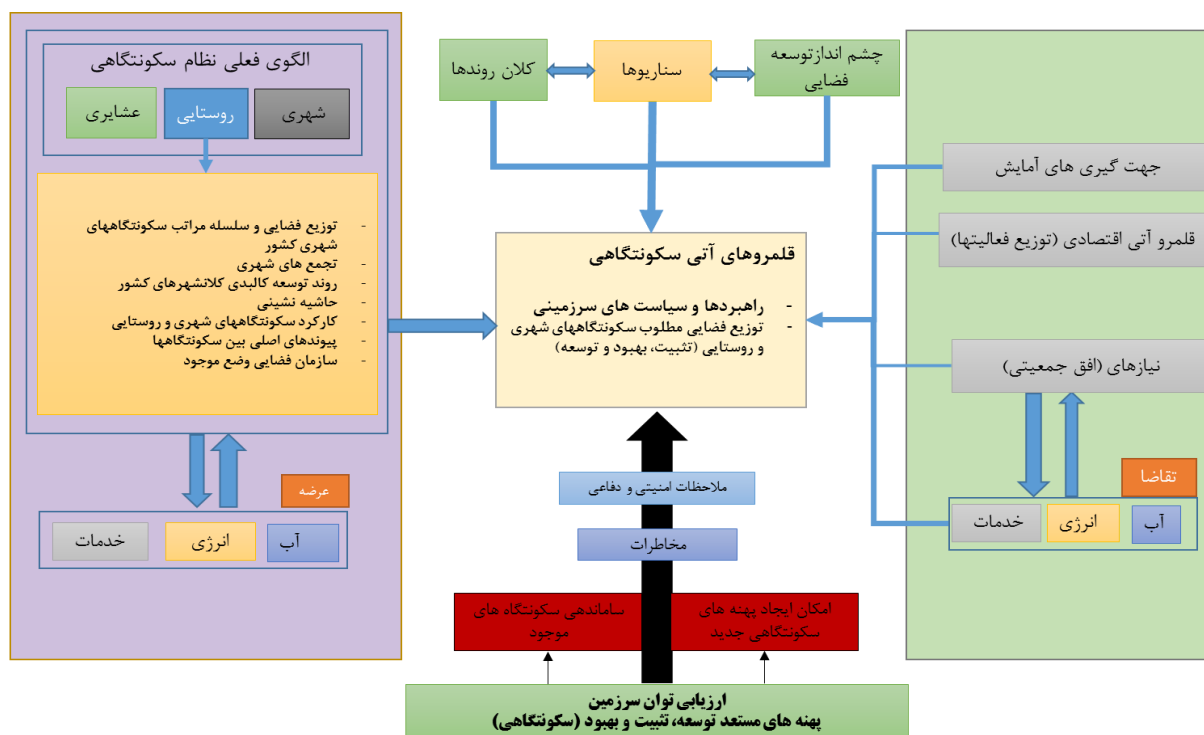 الگوی فعلی نظام سکونتگاهی
شهری
روستایی
عشایری
- توزیع فضایی و سلسله مراتب سکونتگاههای
شهری کشور
- تجمع های شهری
- روند توسعه کالبدی کلانشهرهای کشور
- حاشیه نشینی
- کارکرد سکونتگاههای شهری و روستایی
- پیوندهای اصلی بین سکونتگاهها
- سازمان فضایی وضع موجود
عرضه
آب
انرژی
خدمات
چشم اندازتوسعه
فضایی
سناریوها
کلان روندها
قلمروهای آتی سکونتگاهی
- راهبردها و سیاست های سرزمینی
- توزیع فضایی مطلوب سکونتگاههای شهری
و روستایی (تثبیت، بهبود و توسعه)
ملاحظات امنیتی و دفاعی
مخاطرات
امکان ایجاد پهنه های
سکونتگاهی جدید
ساماندهی سکونتگاه های
موجود
ارزیابی توان سرزمین
پهنه های مستعد توسعه، تثبیت و بهبود (سکونتگاهی)
جهت گیری های آمایش
قلمرو آتی اقتصادی (توزیع فعالیتها)
نیازهای (افق جمعیتی)
تقاضا
آب
انرژی
خدمات